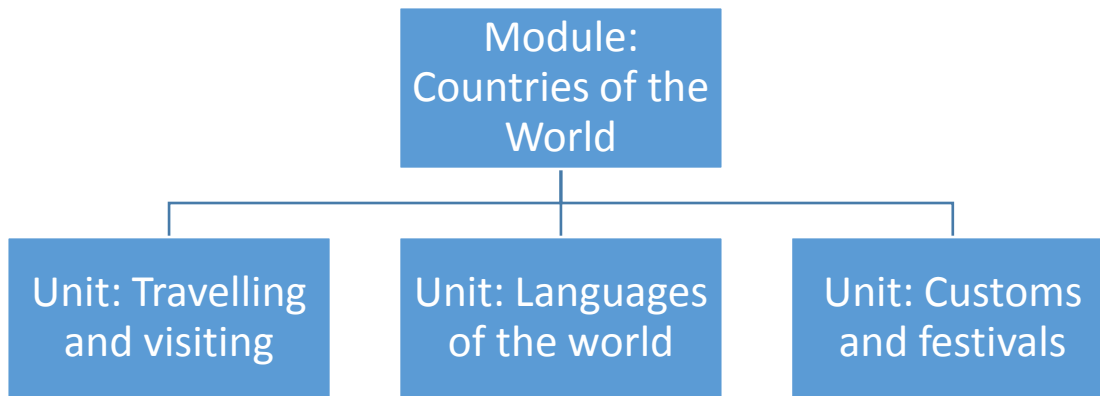 Module:
Countries of the
World
Unit: Travelling
and visiting
Unit: Languages
of the world
Unit: Customs
and festivals